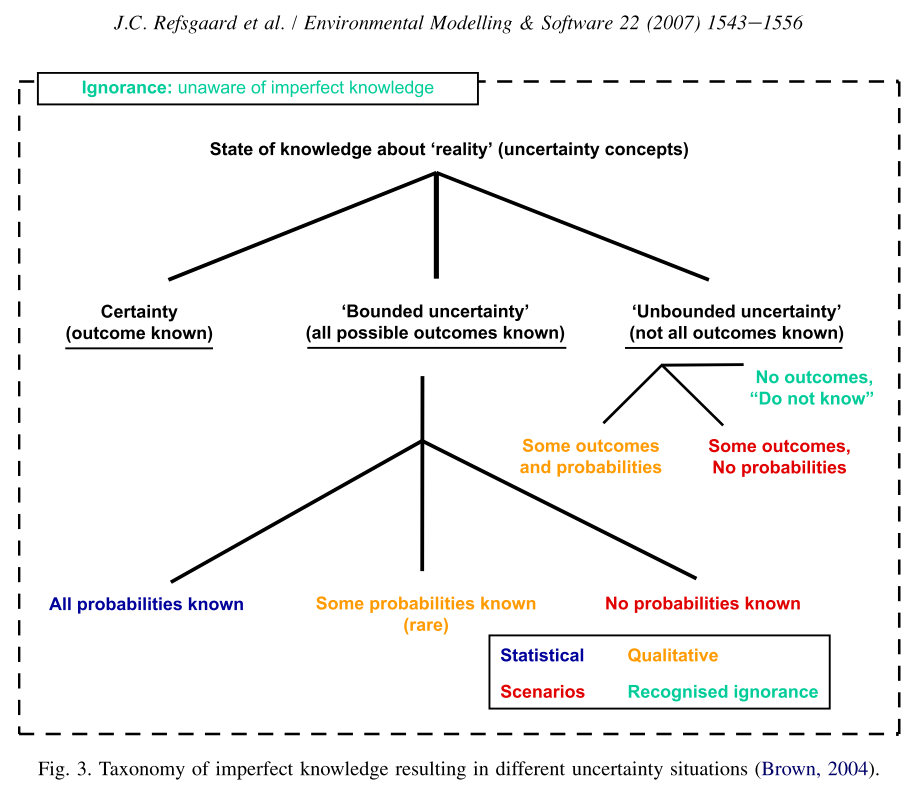 J.C. Refsgaard et al. / Environmental Modelling & Software 22 (2007) 1543–1556
Ignorance: unaware of imperfect knowledge
State of knowledge about ‘reality’ (uncertainty concepts)
Certainty
(outcome known)
‘Bounded uncertainty’
(all possible outcomes known)
‘Unbounded uncertainty’
(not all outcomes known)
No outcomes,
“Do not know”
Some outcomes
and probabilities
Some outcomes,
No probabilities
All probabilities known
Some probabilities known
(rare)
No probabilities known
Statistical
Qualitative
Scenarios
Recognised ignorance
Fig. 3. Taxonomy of imperfect knowledge resulting in different uncertainty situations (Brown, 2004).